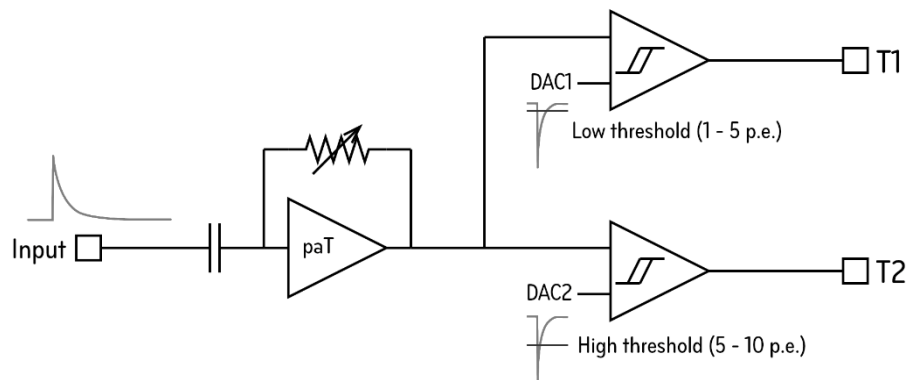 T1
DAC1
Low threshold (1 - 5 p.e.)
Input
paT
T2
DAC2
High threshold (5 - 10 p.e.)